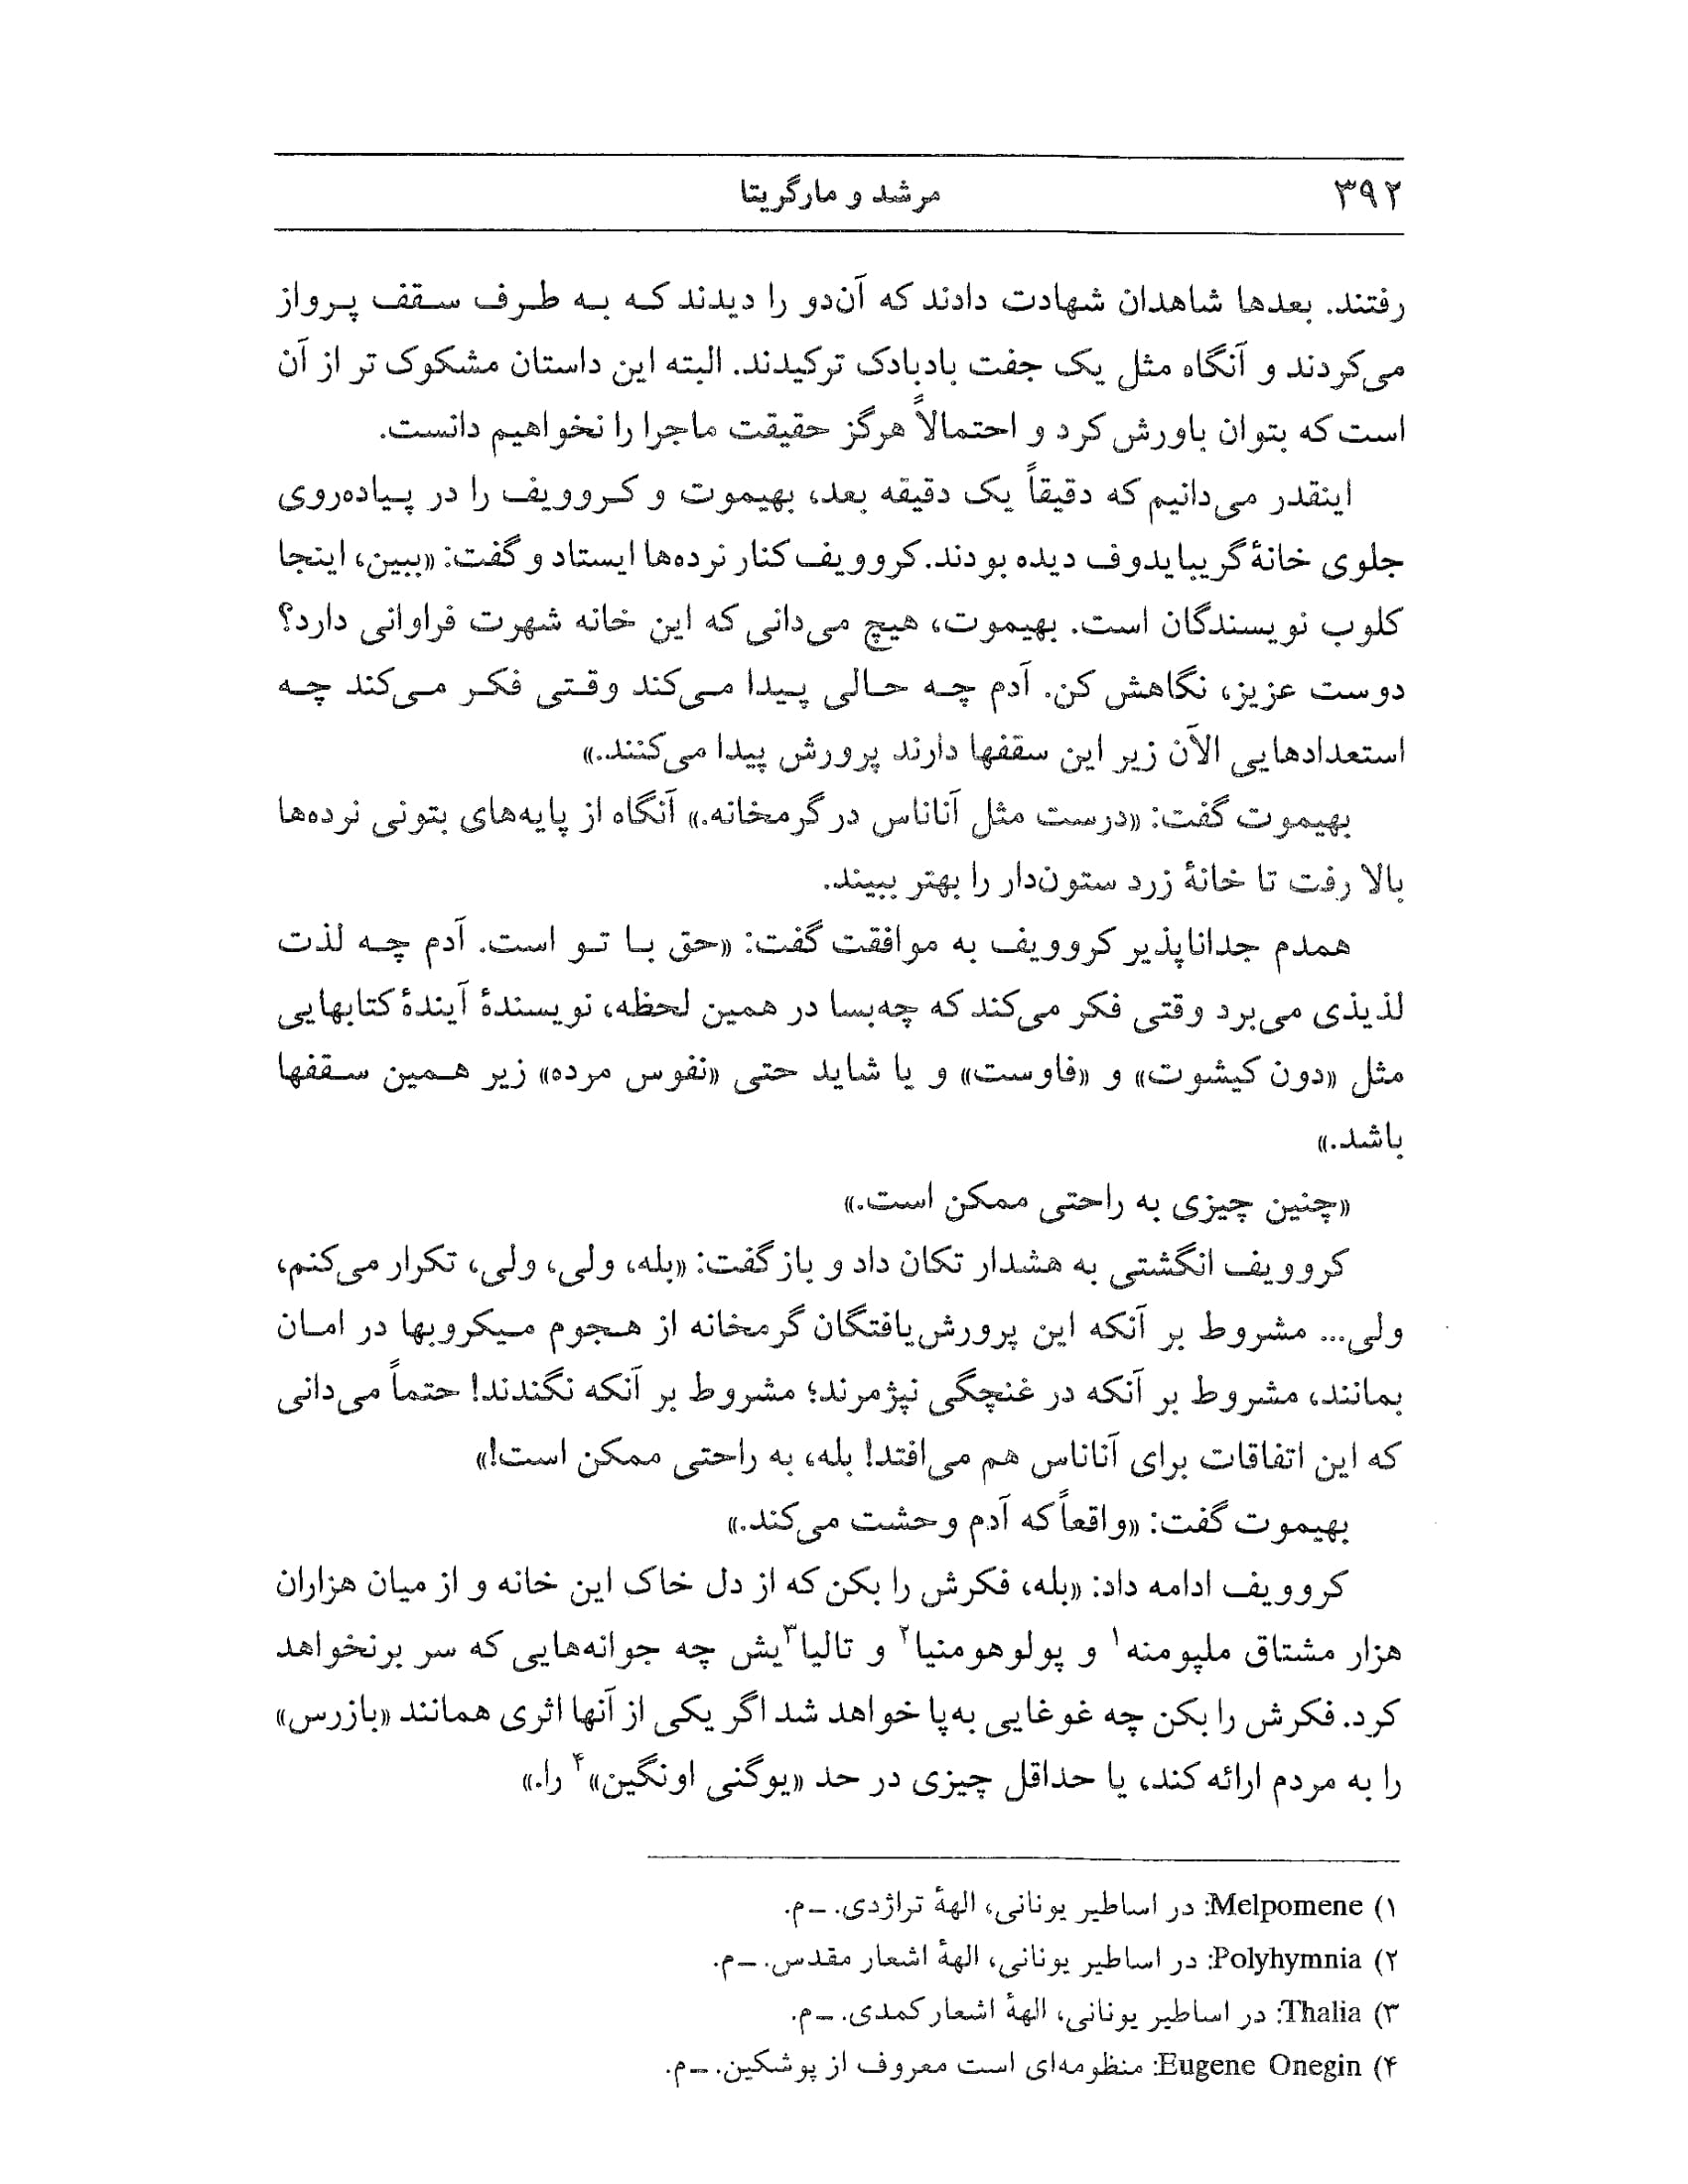 ۳۹۲ مرشد و مارگریتا
رفتند. بعدها شاهدان شهادت دادند که آن‌دو را دیدند که به طرف سقف پرواز
می‌کردند و آنگاه مثل یک جفت بادبادک ترکیدند. البته این داستان مشکوک تر از آن
است که بتوان باورش کرد و احتمالاً هرگز حقیقت ماجرا را نخواهیم دانست.
اینقدر می‌دانیم که دقیقاً یک دقیقه بعد، بهیموت و کروویف را در پیاده‌روی
جلوی خانهٔ گریبایدوف دیده بودند. کروویف کنار نرده‌ها ایستاد و گفت: «ببین، اینجا
کلوب نویسندگان است. بهیموت، هیچ می‌دانی که این خانه شهرت فراوانی دارد؟
دوست عزیز، نگاهش کن. آدم چه حالی پیدا می‌کند وقتی فکر می‌کند چه
استعدادهایی الآن زیر این سقفها دارند پرورش پیدا می‌کنند.»
بهیموت گفت: «درست مثل آناناس در گرمخانه.» آنگاه از پایه‌های بتونی نرده‌ها
بالا رفت تا خانهٔ زرد ستون‌دار را بهتر ببیند.
همدم جداناپذیر کروویف به موافقت گفت: «حق با تو است. آدم چه لذت
لذیذی می‌برد وقتی فکر می‌کند که چه‌بسا در همین لحظه، نویسندهٔ آیندهٔ کتابهایی
مثل «دون کیشوت» و «فاوست» و یا شاید حتی «نفوس مرده» زیر همین سقفها
باشد.»
«چنین چیزی به راحتی ممکن است.»
کروویف انگشتی به هشدار تکان داد و باز گفت: «بله، ولی، ولی، تکرار می‌کنم،
ولی... مشروط بر آنکه این پرورش‌یافتگان گرمخانه از هجوم میکروبها در امان
بمانند، مشروط بر آنکه در غنچگی نپژمرند؛ مشروط بر آنکه نگندند! حتماً می‌دانی
که این اتفاقات برای آناناس هم می‌افتد! بله، به راحتی ممکن است!»
بهیموت گفت: «واقعاً که آدم وحشت می‌کند.»
کروویف ادامه داد: «بله، فکرش را بکن که از دل خاک این خانه و از میان هزاران
هزار مشتاق ملپومنه۱ و پولوهومنیا۲ و تالیا۳یش چه جوانه‌هایی که سر برنخواهد
کرد. فکرش را بکن چه غوغایی به‌پا خواهد شد اگر یکی از آنها اثری همانند «بازرس»
را به مردم ارائه کند، یا حداقل چیزی در حد «یوگنی اونگین»۴ را.»
۱) Melpomene: در اساطیر یونانی، الههٔ تراژدی. ـ م.
۲) Polyhymnia: در اساطیر یونانی، الههٔ اشعار مقدس. ـ م.
۳) Thalia: در اساطیر یونانی، الههٔ اشعار کمدی. ـ م.
۴) Eugene Onegin: منظومه‌ای است معروف از پوشکین. ـ م.